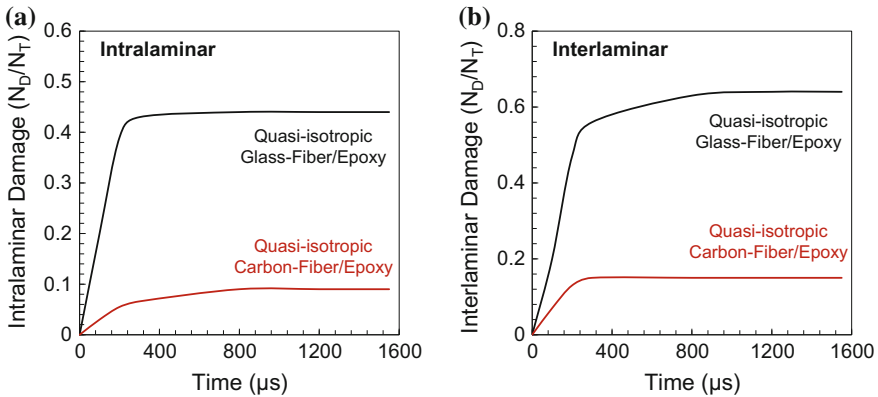 (a)
Intralaminar Damage (N_D/N_T)
0.6
0.5
0.4
0.3
0.2
0.1
0
Intralaminar
Quasi-isotropic
Glass-Fiber/Epoxy
Quasi-isotropic
Carbon-Fiber/Epoxy
0 400 800 1200 1600
Time (µs)
(b)
Interlaminar Damage (N_D/N_T)
0.8
0.6
0.4
0.2
0
Interlaminar
Quasi-isotropic
Glass-Fiber/Epoxy
Quasi-isotropic
Carbon-Fiber/Epoxy
0 400 800 1200 1600
Time (µs)